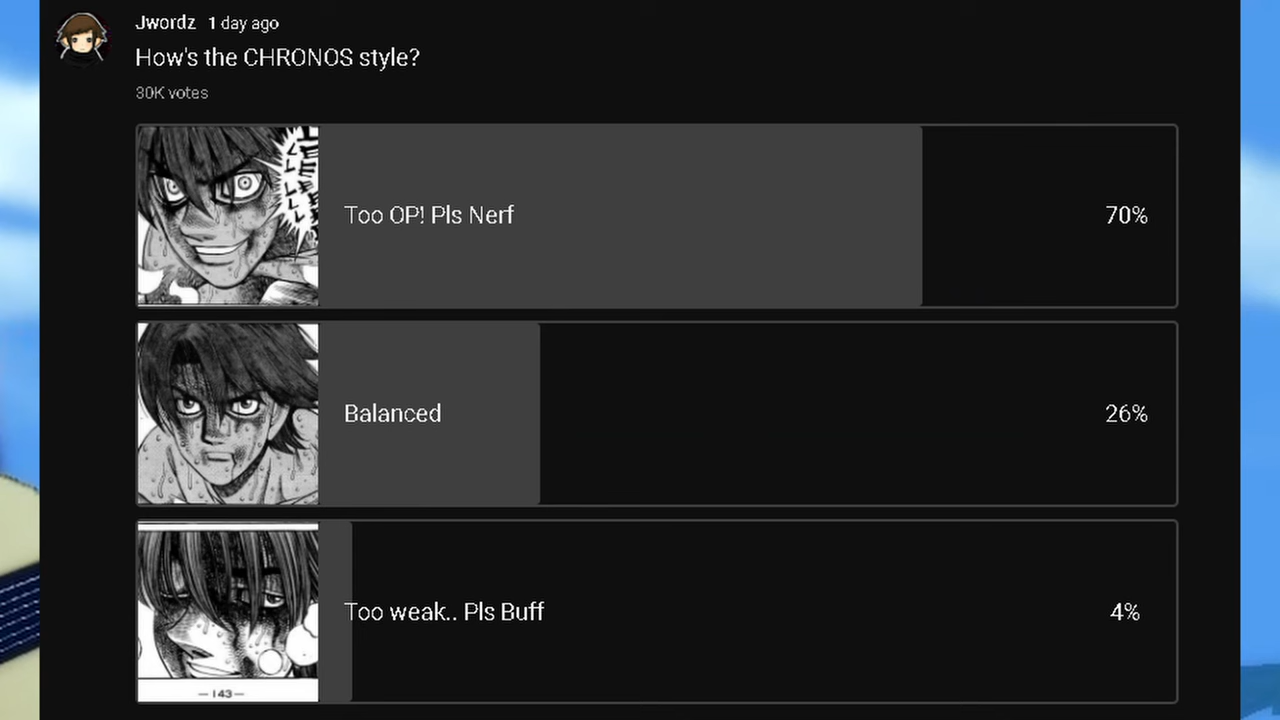 Jwordz 1 day ago
How's the CHRONOS style?
30K votes
Too OP! Pls Nerf
70%
Balanced
26%
Too weak.. Pls Buff
4%
—143—